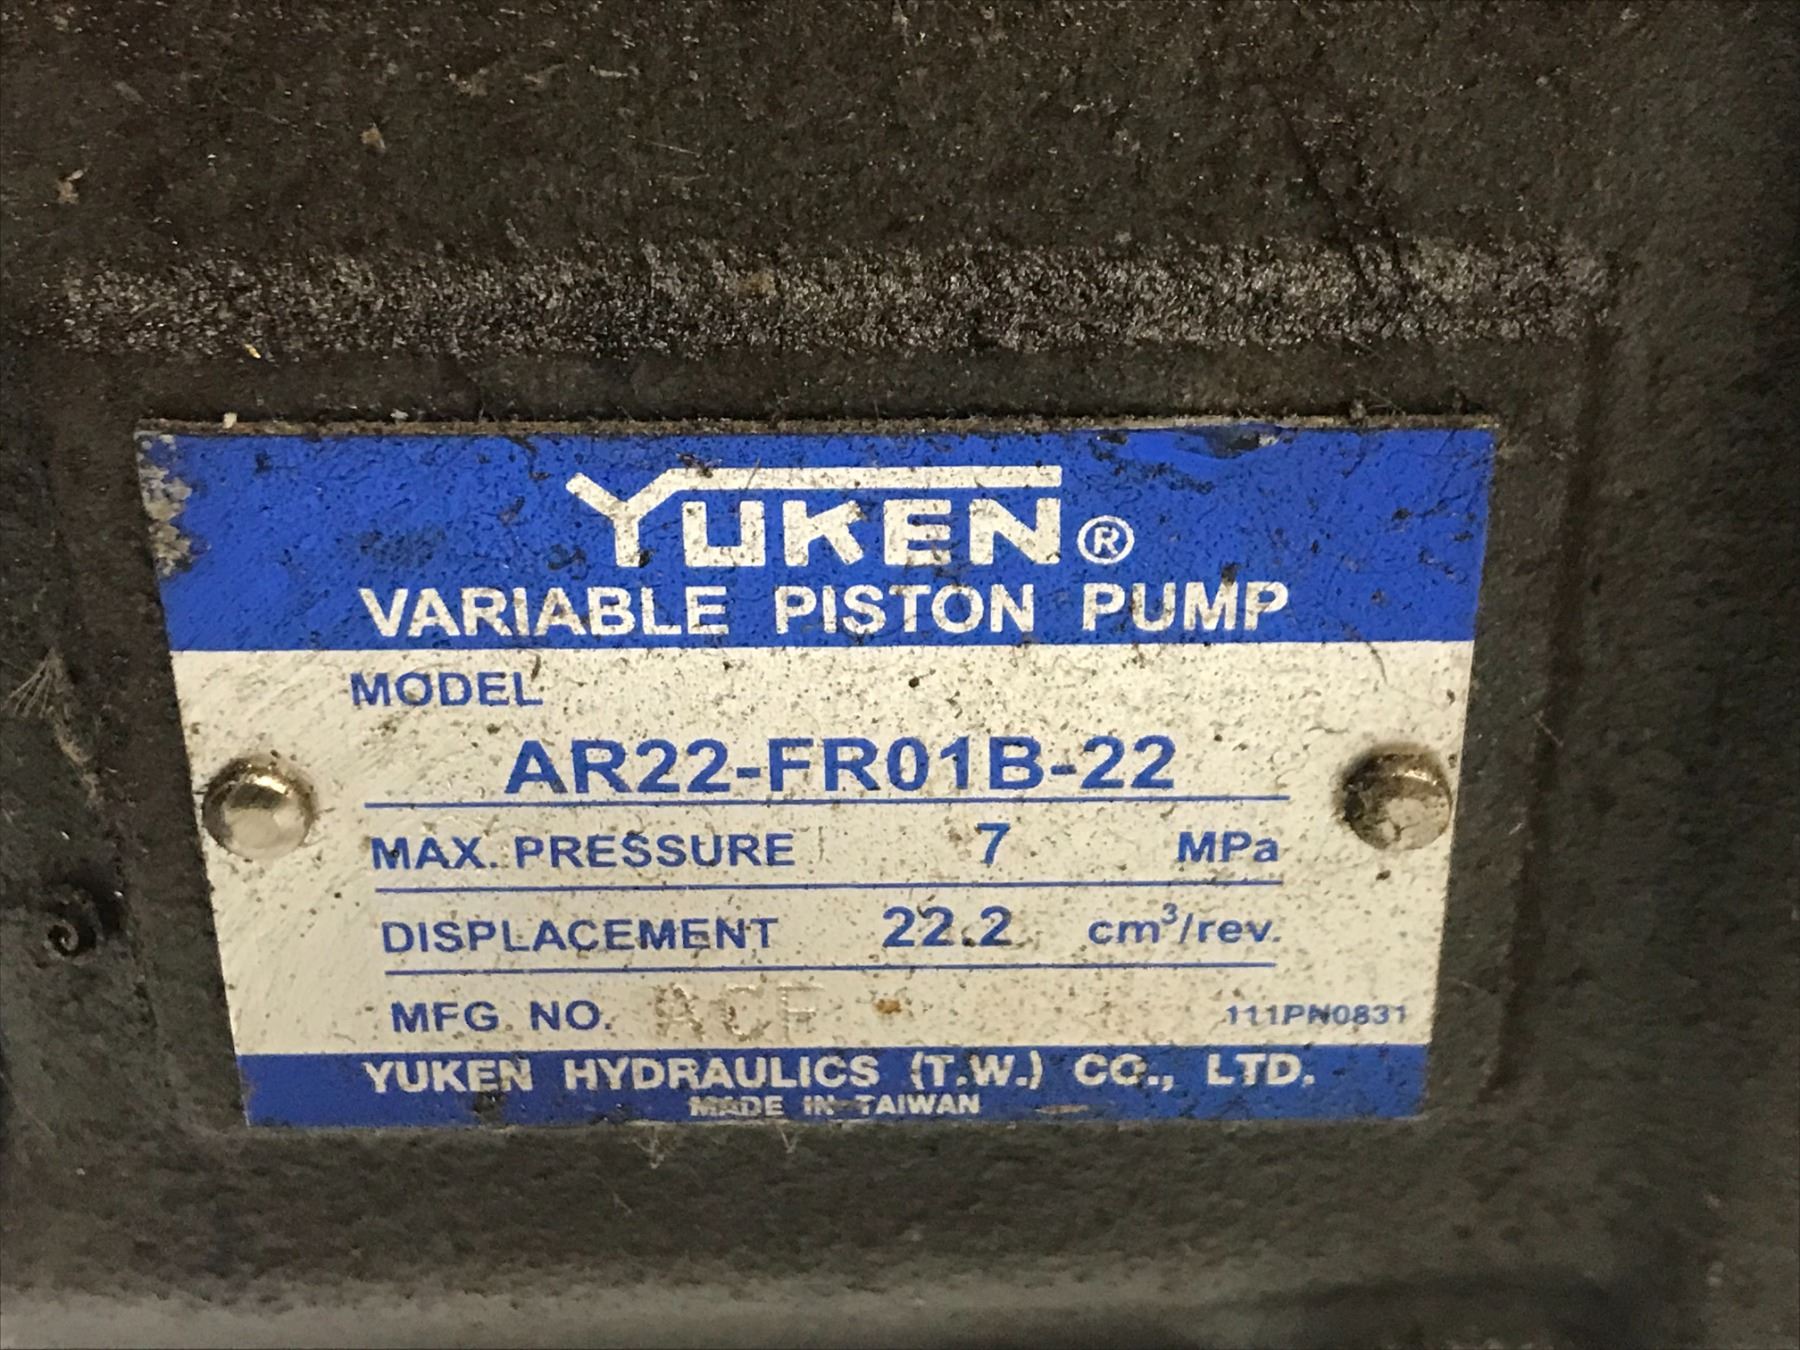 YUKEN®
VARIABLE PISTON PUMP
MODEL
AR22-FR01B-22
MAX. PRESSURE 7 MPa
DISPLACEMENT 22.2 cm³/rev.
MFG NO. ACF 111PN0831
YUKEN HYDRAULICS (T.W.) CO., LTD.
MADE IN TAIWAN